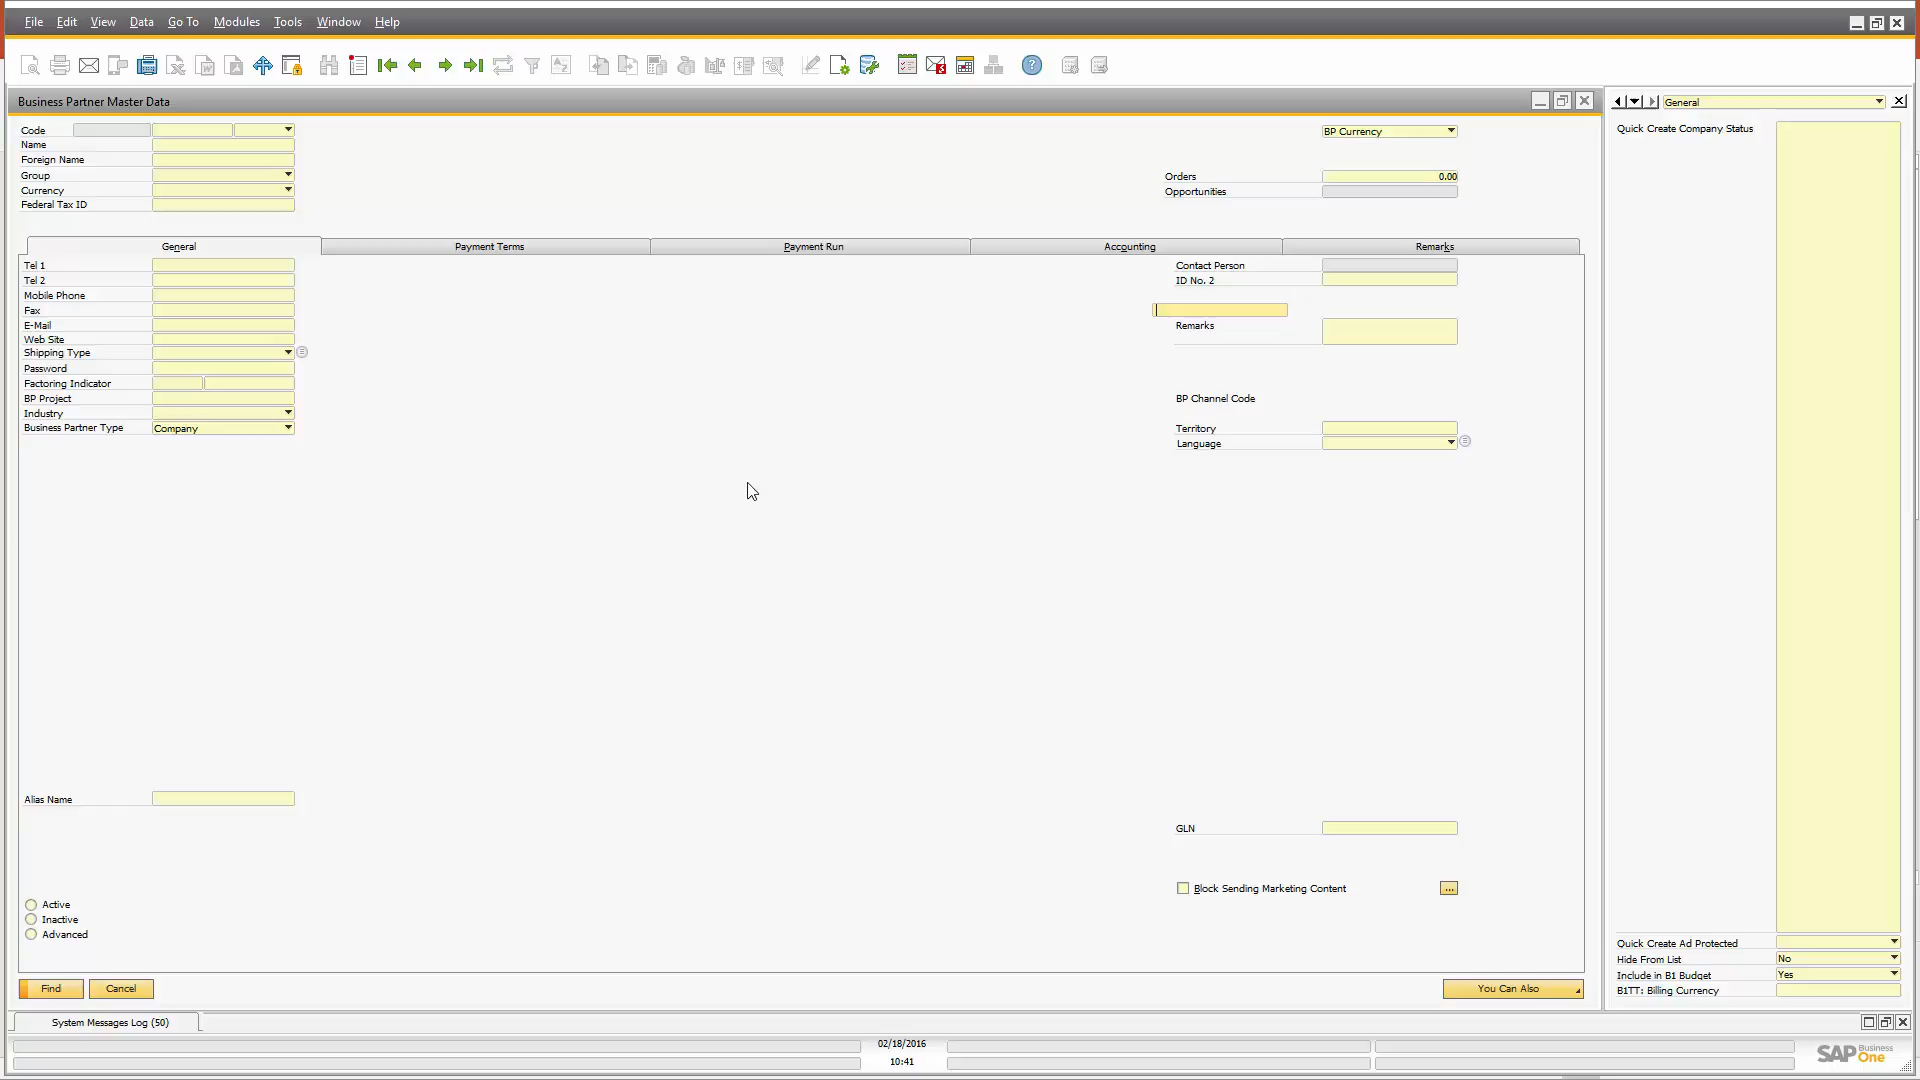 File Edit View Data Go To Modules Tools Window Help
Business Partner Master Data
General
Code
BP Currency
Quick Create Company Status
Name
Foreign Name
Group
Orders 0.00
Currency
Opportunities
Federal Tax ID
General Payment Terms Payment Run Accounting Remarks
Tel 1
Contact Person
Tel 2
ID No. 2
Mobile Phone
Fax
E-Mail
Remarks
Web Site
Shipping Type
Password
Factoring Indicator
BP Project
BP Channel Code
Industry
Business Partner Type Company
Territory
Language
Alias Name
GLN
Block Sending Marketing Content ...
Active
Inactive
Advanced
Quick Create Ad Protected
Hide From List No
Include in B1 Budget Yes
B1TT: Billing Currency
Find Cancel You Can Also
System Messages Log (50)
02/18/2016
10:41
SAP Business One